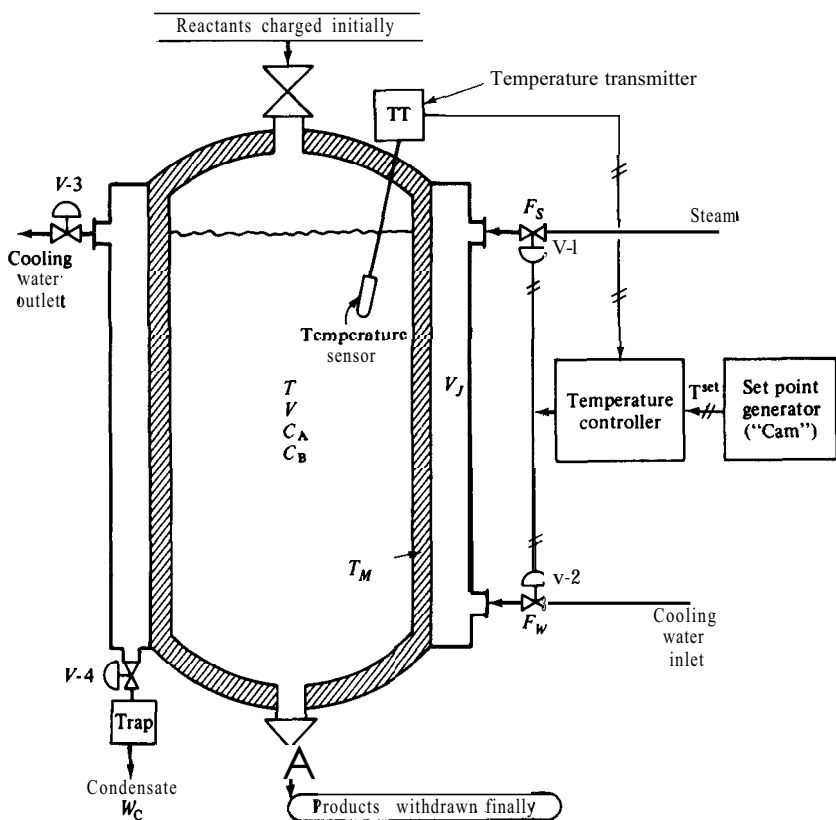 Reactants charged initially
Temperature transmitter
TT
V-3
F_S
Steam
V-1
Cooling
water
outlett
Temperature
sensor
T
V
C_A
C_B
V_J
Temperature
controller
T^set
Set point
generator
("Cam")
T_M
v-2
F_W
Cooling
water
inlet
V-4
Trap
Condensate
W_C
Products withdrawn finally